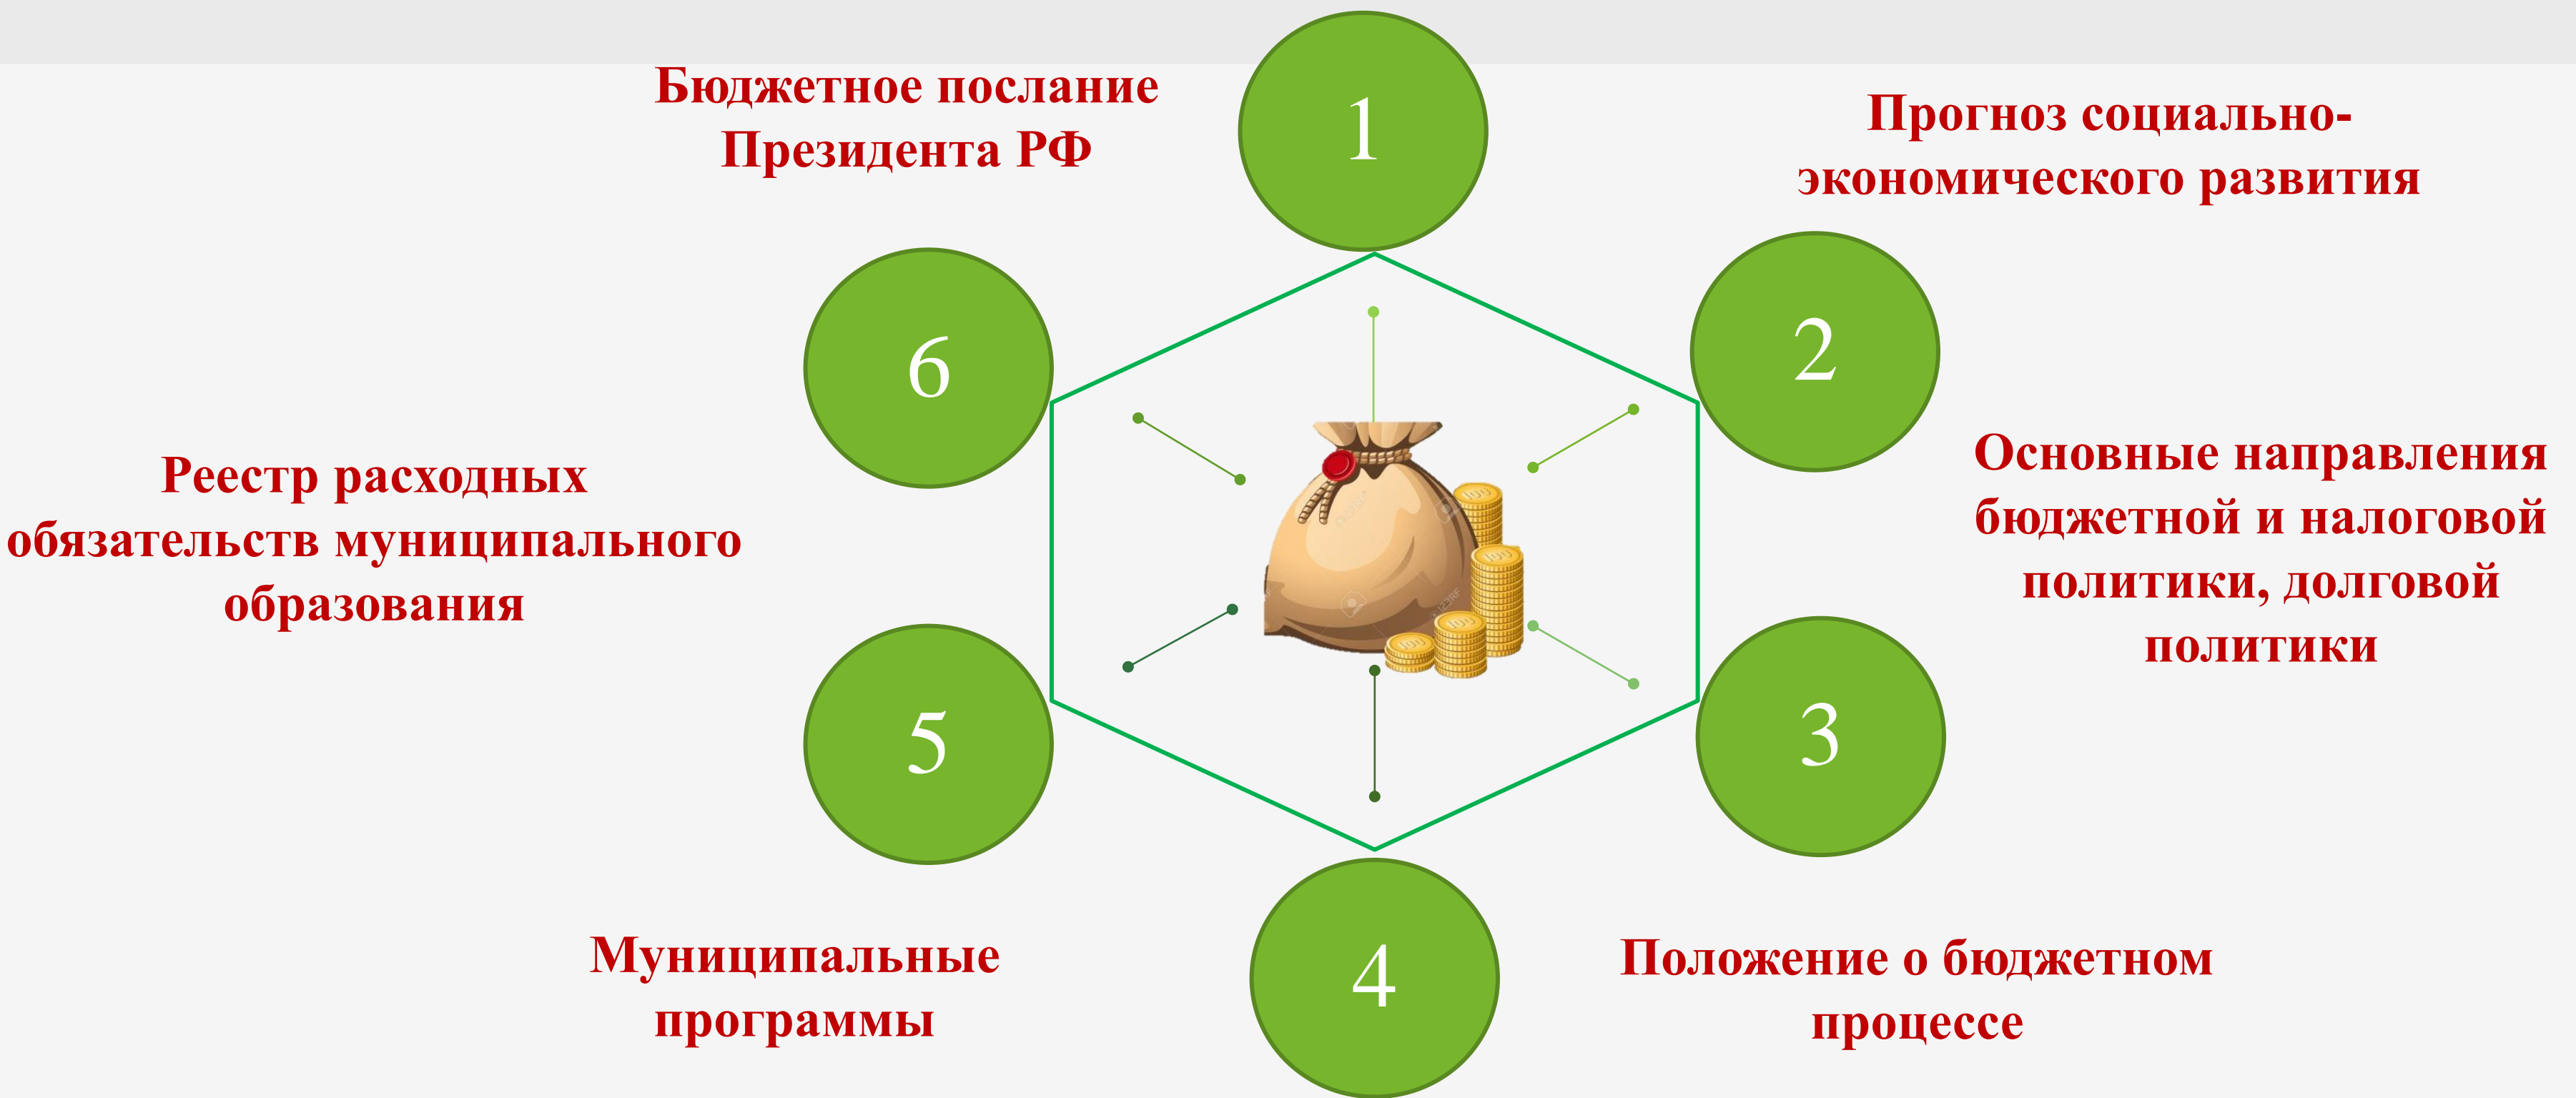 Бюджетное послание
Президента РФ
1
Прогноз социально-
экономического развития
2
Основные направления
бюджетной и налоговой
политики, долговой
политики
3
Положение о бюджетном
процессе
4
Муниципальные
программы
5
Реестр расходных
обязательств муниципального
образования
6